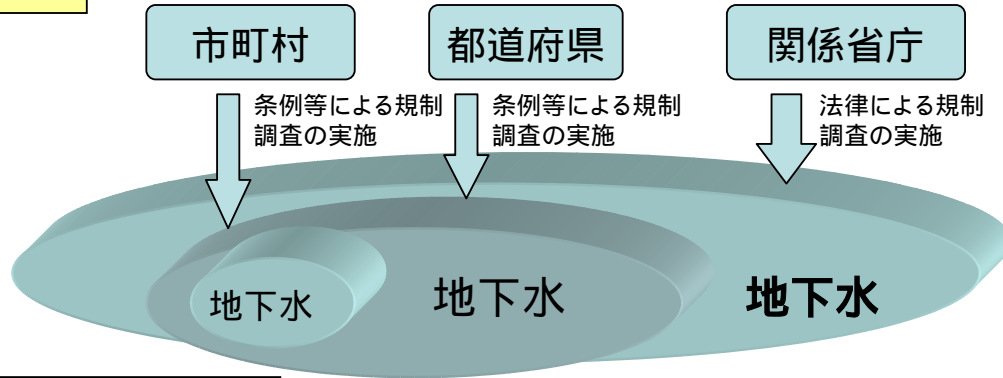 市町村
都道府県
関係省庁
条例等による規制
調査の実施
条例等による規制
調査の実施
法律による規制
調査の実施
地下水
地下水
地下水